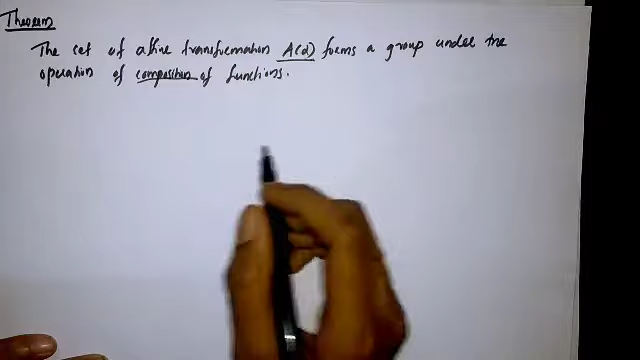 Theorem
The set of affine transformation A(2) forms a group under the
operation of composition of functions.